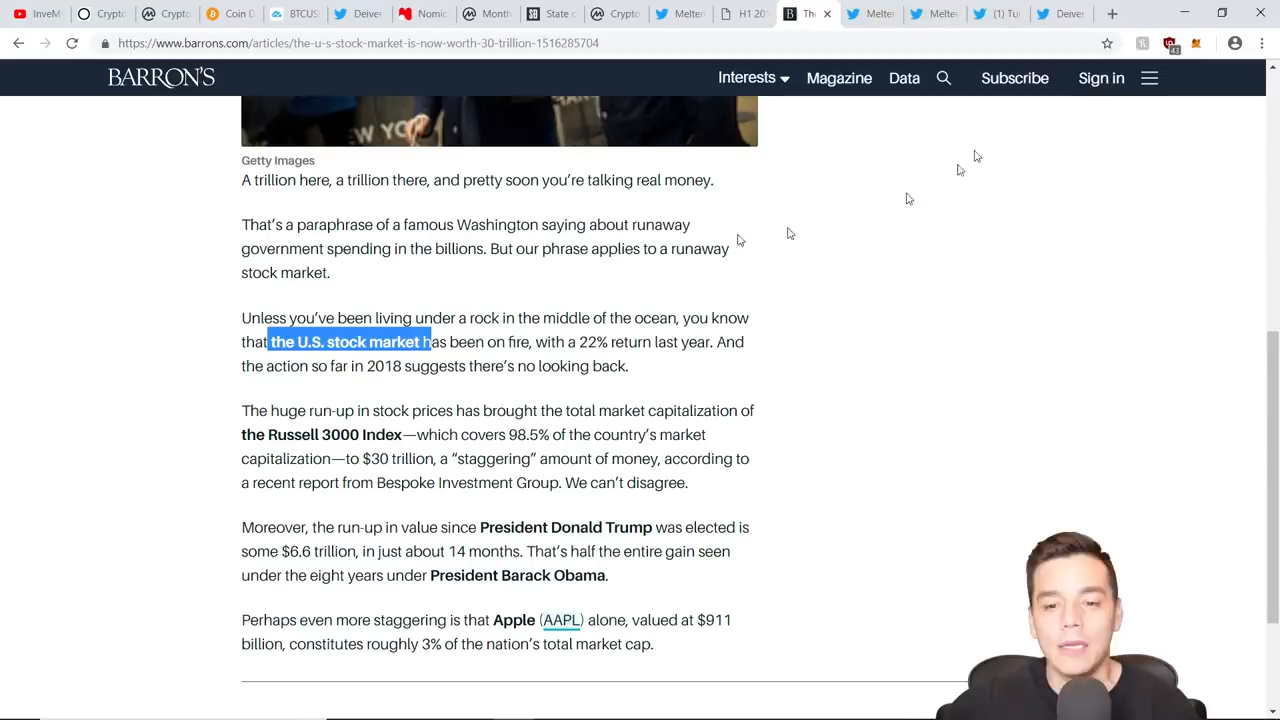 InveM
Crypto
Crypto
Coin D
BTCUS
Deiver
Nomic
Month
State o
Crypto
Melten
H1 20
The
Melter
Melte
(1) Tu
Deiver
https://www.barrons.com/articles/the-u-s-stock-market-is-now-worth-30-trillion-1516285704
43
BARRON'S
Interests
Magazine
Data
Subscribe
Sign in
EW YO
Getty Images
A trillion here, a trillion there, and pretty soon you're talking real money.
That's a paraphrase of a famous Washington saying about runaway
government spending in the billions. But our phrase applies to a runaway
stock market.
Unless you've been living under a rock in the middle of the ocean, you know
that the U.S. stock market has been on fire, with a 22% return last year. And
the action so far in 2018 suggests there's no looking back.
The huge run-up in stock prices has brought the total market capitalization of
the Russell 3000 Index—which covers 98.5% of the country's market
capitalization—to $30 trillion, a “staggering” amount of money, according to
a recent report from Bespoke Investment Group. We can't disagree.
Moreover, the run-up in value since President Donald Trump was elected is
some $6.6 trillion, in just about 14 months. That's half the entire gain seen
under the eight years under President Barack Obama.
Perhaps even more staggering is that Apple (AAPL) alone, valued at $911
billion, constitutes roughly 3% of the nation's total market cap.